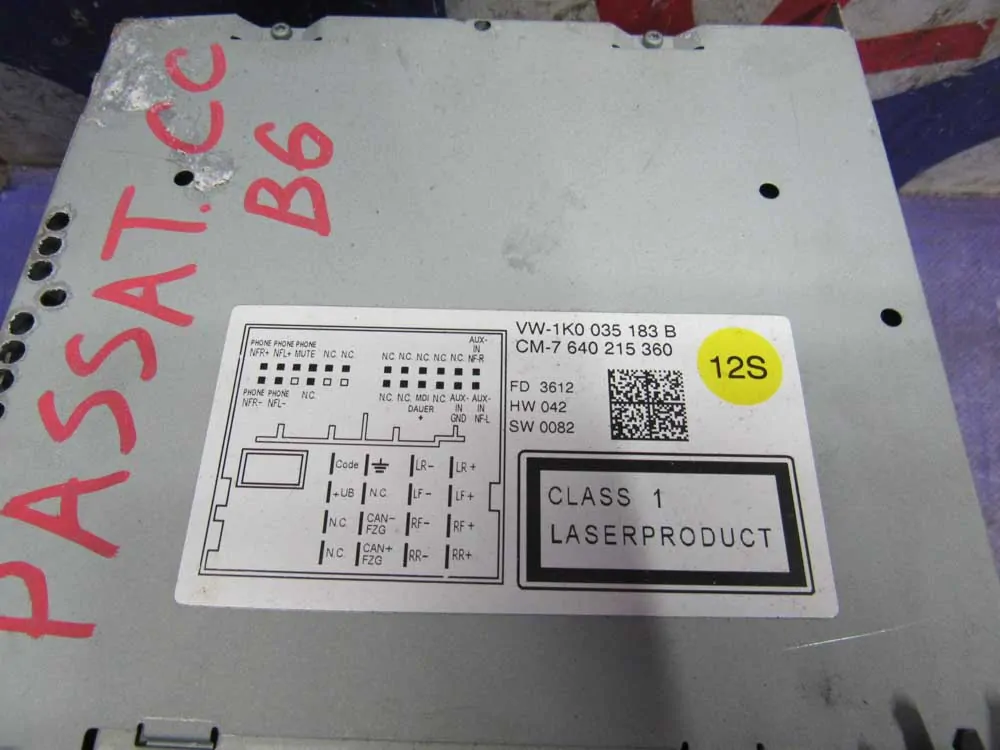 PASSAT.CC
B6
VW-1K0 035 183 B
CM-7 640 215 360
12S
FD 3612
HW 042
SW 0082
CLASS 1
LASERPRODUCT
PHONE PHONE PHONE
NFR+ NFL+ MUTE N.C. N.C.
PHONE PHONE
NFR- NFL- N.C.
AUX-
IN
N.C. N.C. N.C. N.C. N.C. NF-R
N.C. N.C. MDI N.C. AUX- AUX-
DAUER IN IN
+ GND NF-L
Code LR- LR+
+UB N.C. LF- LF+
N.C. CAN- RF- RF+
FZG
N.C. CAN+ RR- RR+
FZG